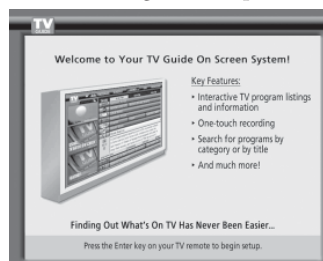 TV
GUIDE
Welcome to Your TV Guide On Screen System!
Key Features:
• Interactive TV program listings
and information
• One-touch recording
• Search for programs by
category or by title
• And much more!
Finding Out What's On TV Has Never Been Easier...
Press the Enter key on your TV remote to begin setup.